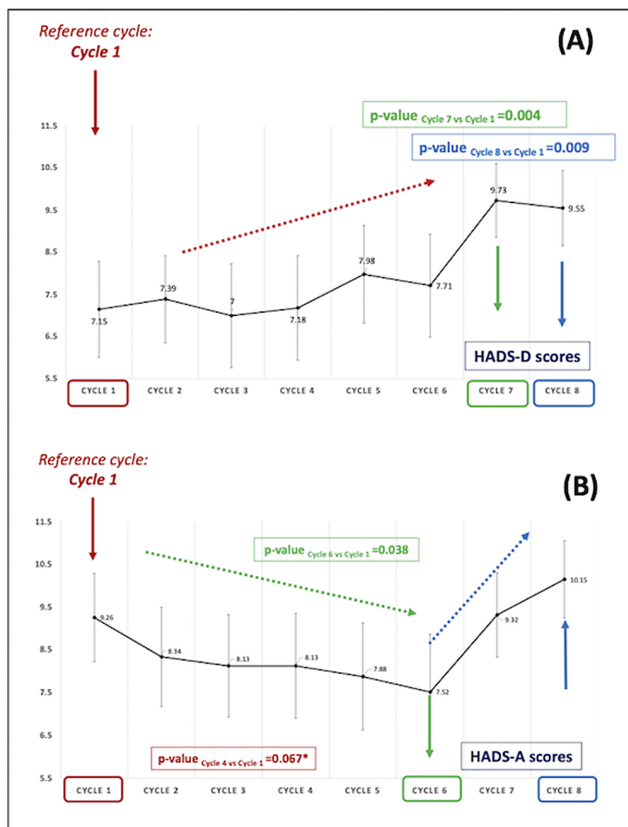 Reference cycle:
Cycle 1
(A)
p-value Cycle 7 vs Cycle 1 =0.004
p-value Cycle 8 vs Cycle 1 =0.009
11.5
10.5
9.5
8.5
7.5
6.5
5.5
7.15
7.39
7
7.18
7.98
7.71
9.73
9.55
HADS-D scores
CYCLE 1 CYCLE 2 CYCLE 3 CYCLE 4 CYCLE 5 CYCLE 6 CYCLE 7 CYCLE 8
Reference cycle:
Cycle 1
(B)
p-value Cycle 6 vs Cycle 1 =0.038
11.5
10.5
9.5
8.5
7.5
6.5
5.5
9.26
8.34
8.13
8.13
7.88
7.52
9.32
10.15
p-value Cycle 4 vs Cycle 1 =0.067*
HADS-A scores
CYCLE 1 CYCLE 2 CYCLE 3 CYCLE 4 CYCLE 5 CYCLE 6 CYCLE 7 CYCLE 8